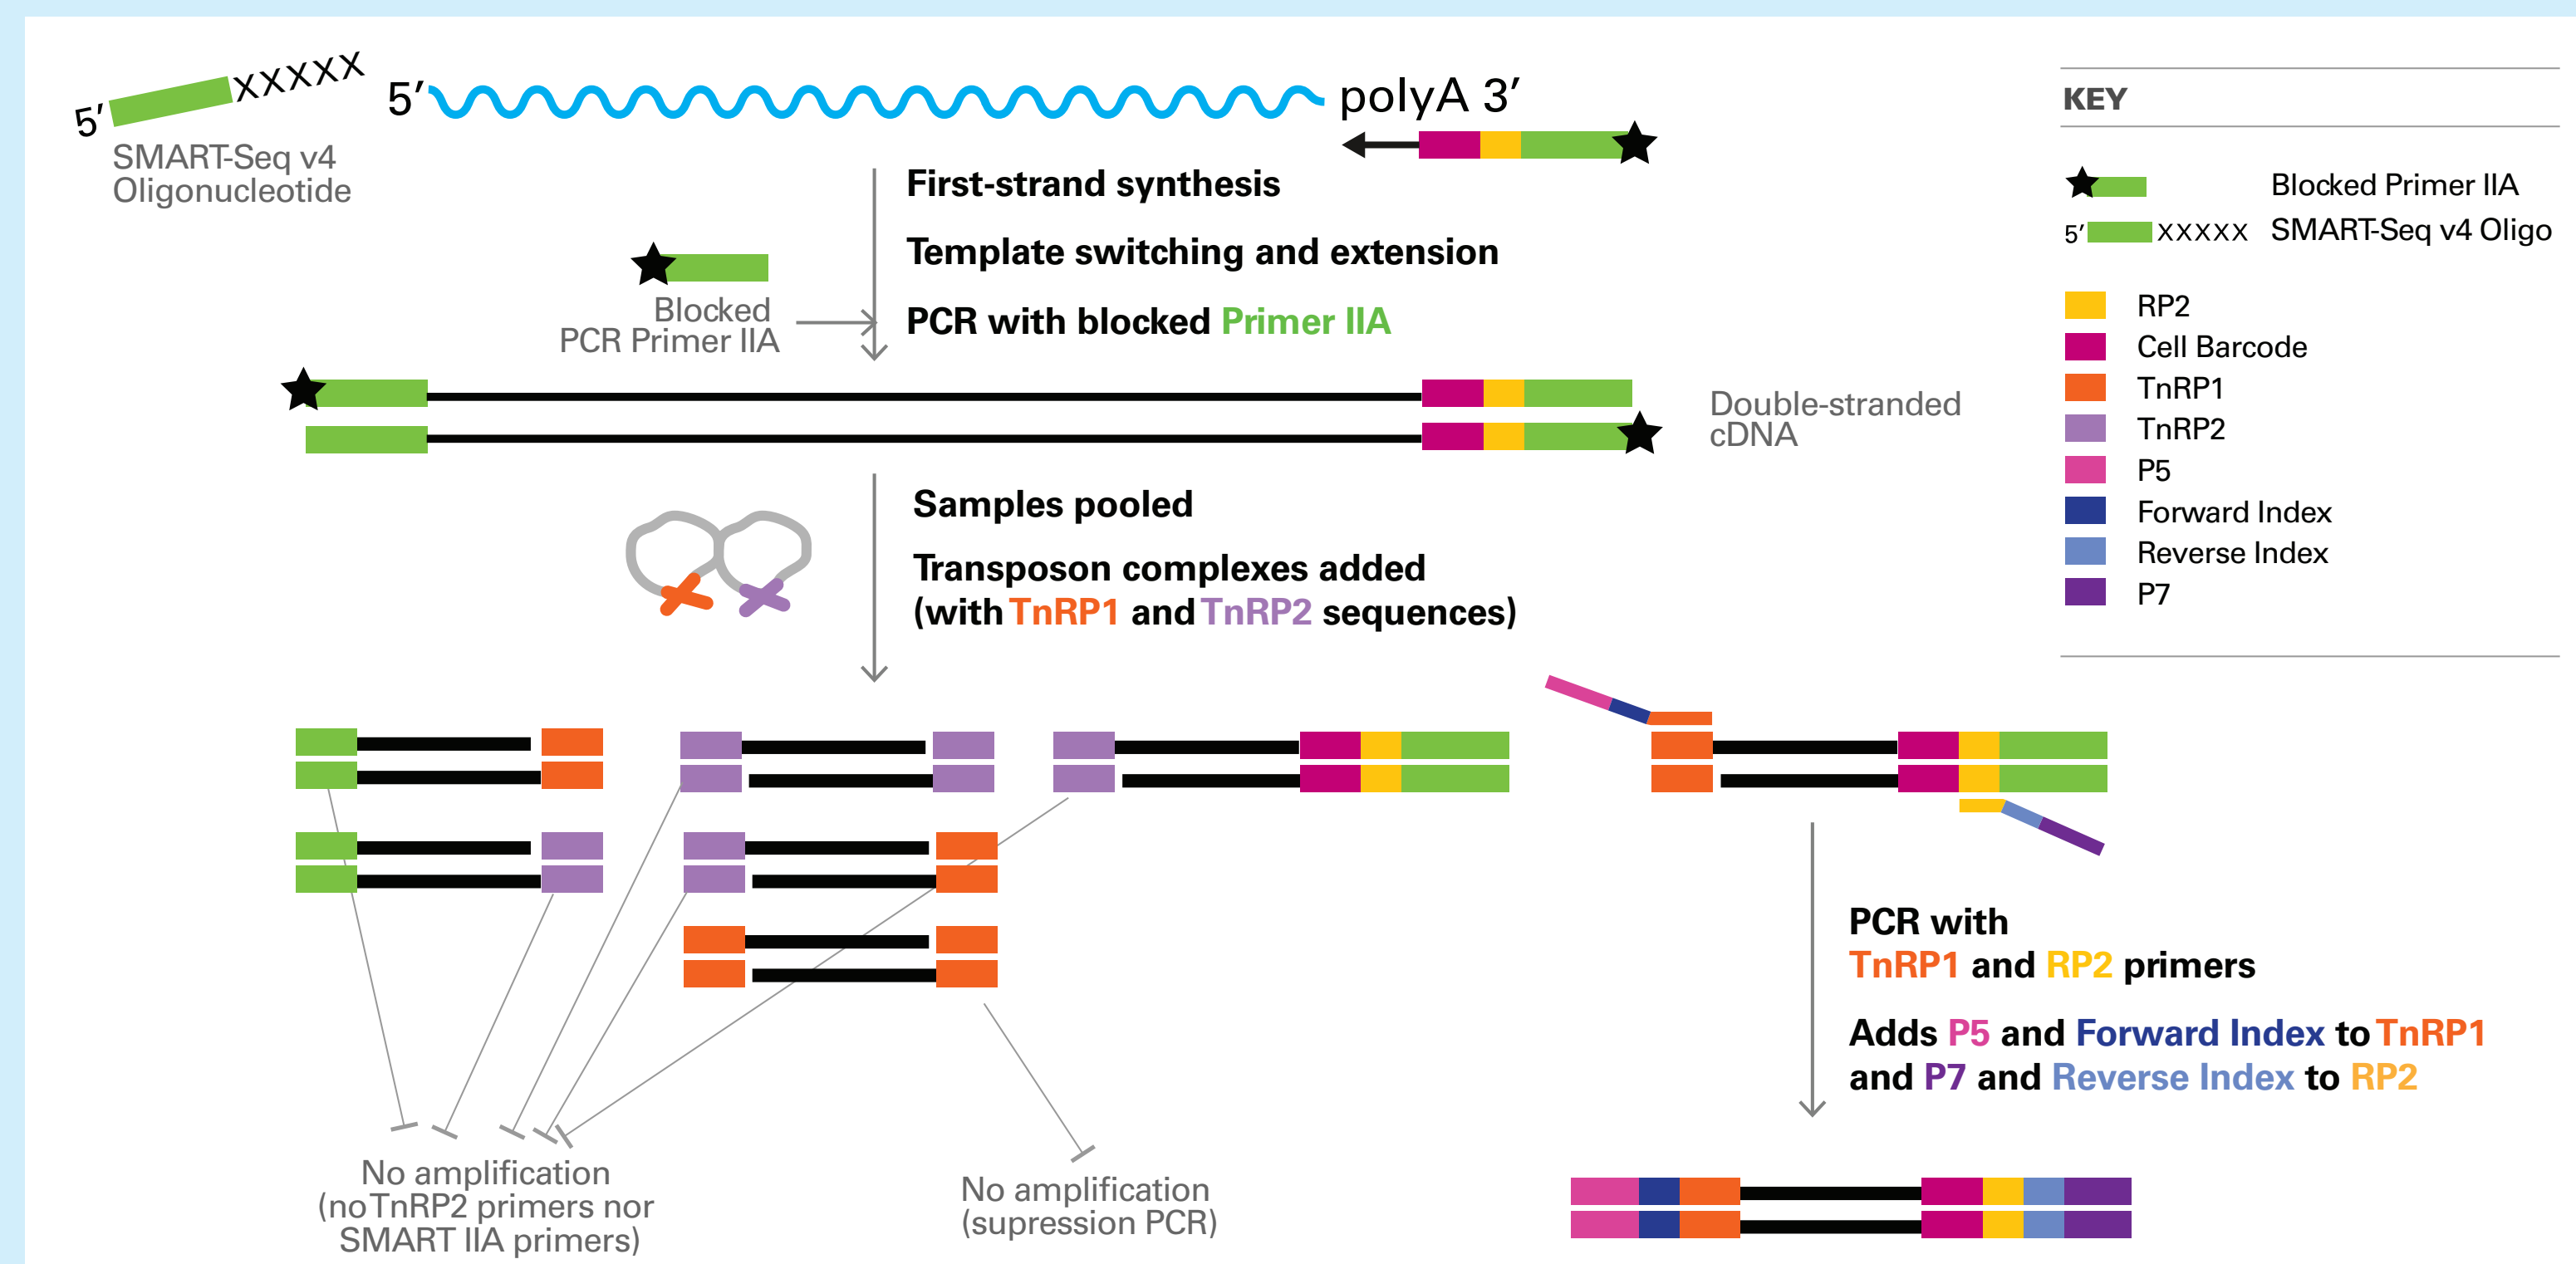 5′ XXXXX
SMART-Seq v4
Oligonucleotide
5′ polyA 3′
First-strand synthesis
Template switching and extension
PCR with blocked Primer IIA
Blocked
PCR Primer IIA
Double-stranded
cDNA
Samples pooled
Transposon complexes added
(with TnRP1 and TnRP2 sequences)
KEY
Blocked Primer IIA
5′ XXXXX SMART-Seq v4 Oligo
RP2
Cell Barcode
TnRP1
TnRP2
P5
Forward Index
Reverse Index
P7
PCR with
TnRP1 and RP2 primers
Adds P5 and Forward Index to TnRP1
and P7 and Reverse Index to RP2
No amplification
(no TnRP2 primers nor
SMART IIA primers)
No amplification
(supression PCR)